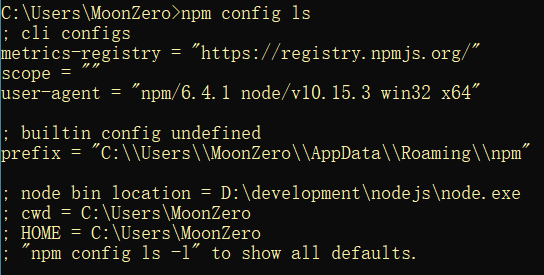 C:\Users\MoonZero>npm config ls
; cli configs
metrics-registry = "https://registry.npmjs.org/"
scope = ""
user-agent = "npm/6.4.1 node/v10.15.3 win32 x64"
; builtin config undefined
prefix = "C:\\Users\\MoonZero\\AppData\\Roaming\\npm"
; node bin location = D:\development\nodejs\node.exe
; cwd = C:\Users\MoonZero
; HOME = C:\Users\MoonZero
; "npm config ls -l" to show all defaults.